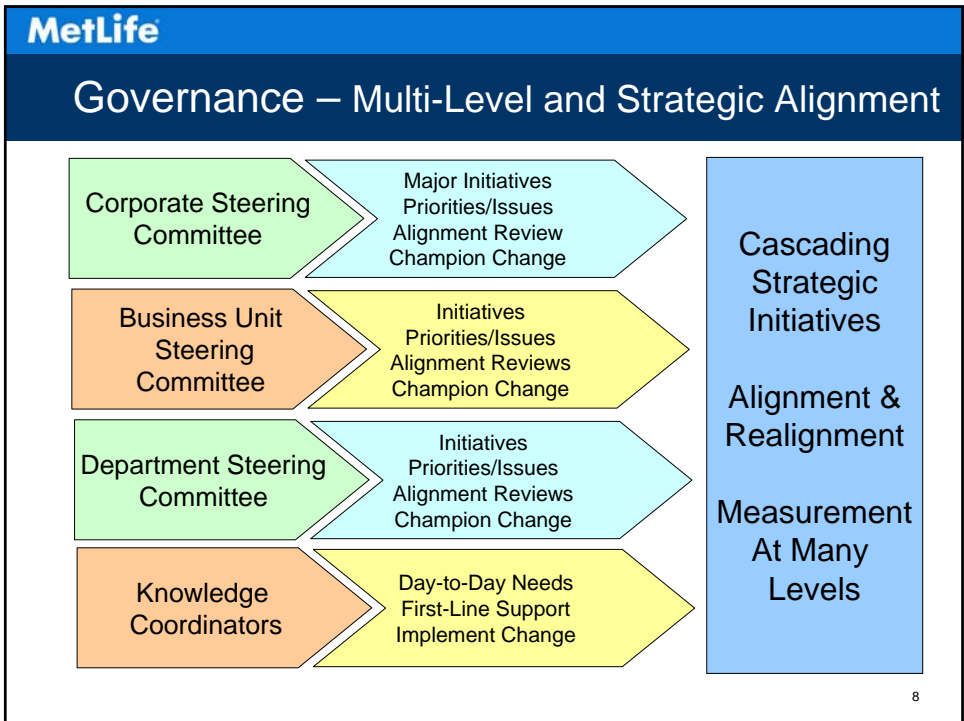 MetLife
Governance – Multi-Level and Strategic Alignment
Corporate Steering
Committee
Major Initiatives
Priorities/Issues
Alignment Review
Champion Change
Business Unit
Steering
Committee
Initiatives
Priorities/Issues
Alignment Reviews
Champion Change
Department Steering
Committee
Initiatives
Priorities/Issues
Alignment Reviews
Champion Change
Knowledge
Coordinators
Day-to-Day Needs
First-Line Support
Implement Change
Cascading
Strategic
Initiatives
Alignment &
Realignment
Measurement
At Many
Levels
8